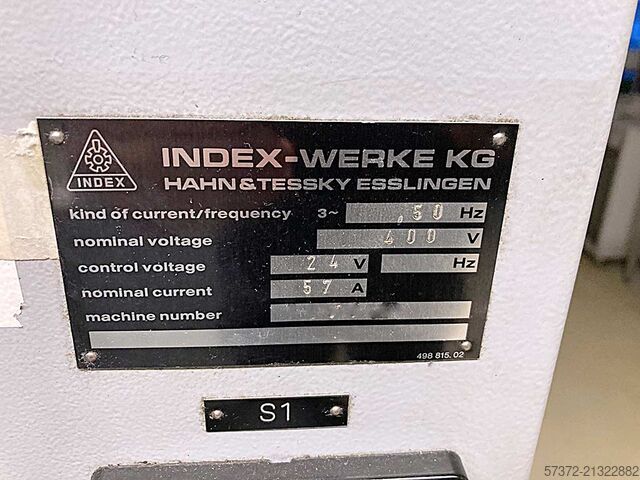 INDEX
INDEX-WERKE KG
HAHN&TESSKY ESSLINGEN
kind of current/frequency 3~ 50 Hz
nominal voltage 400 V
control voltage 24 V Hz
nominal current 57 A
machine number
498 815. 02
S1
57372-21322882